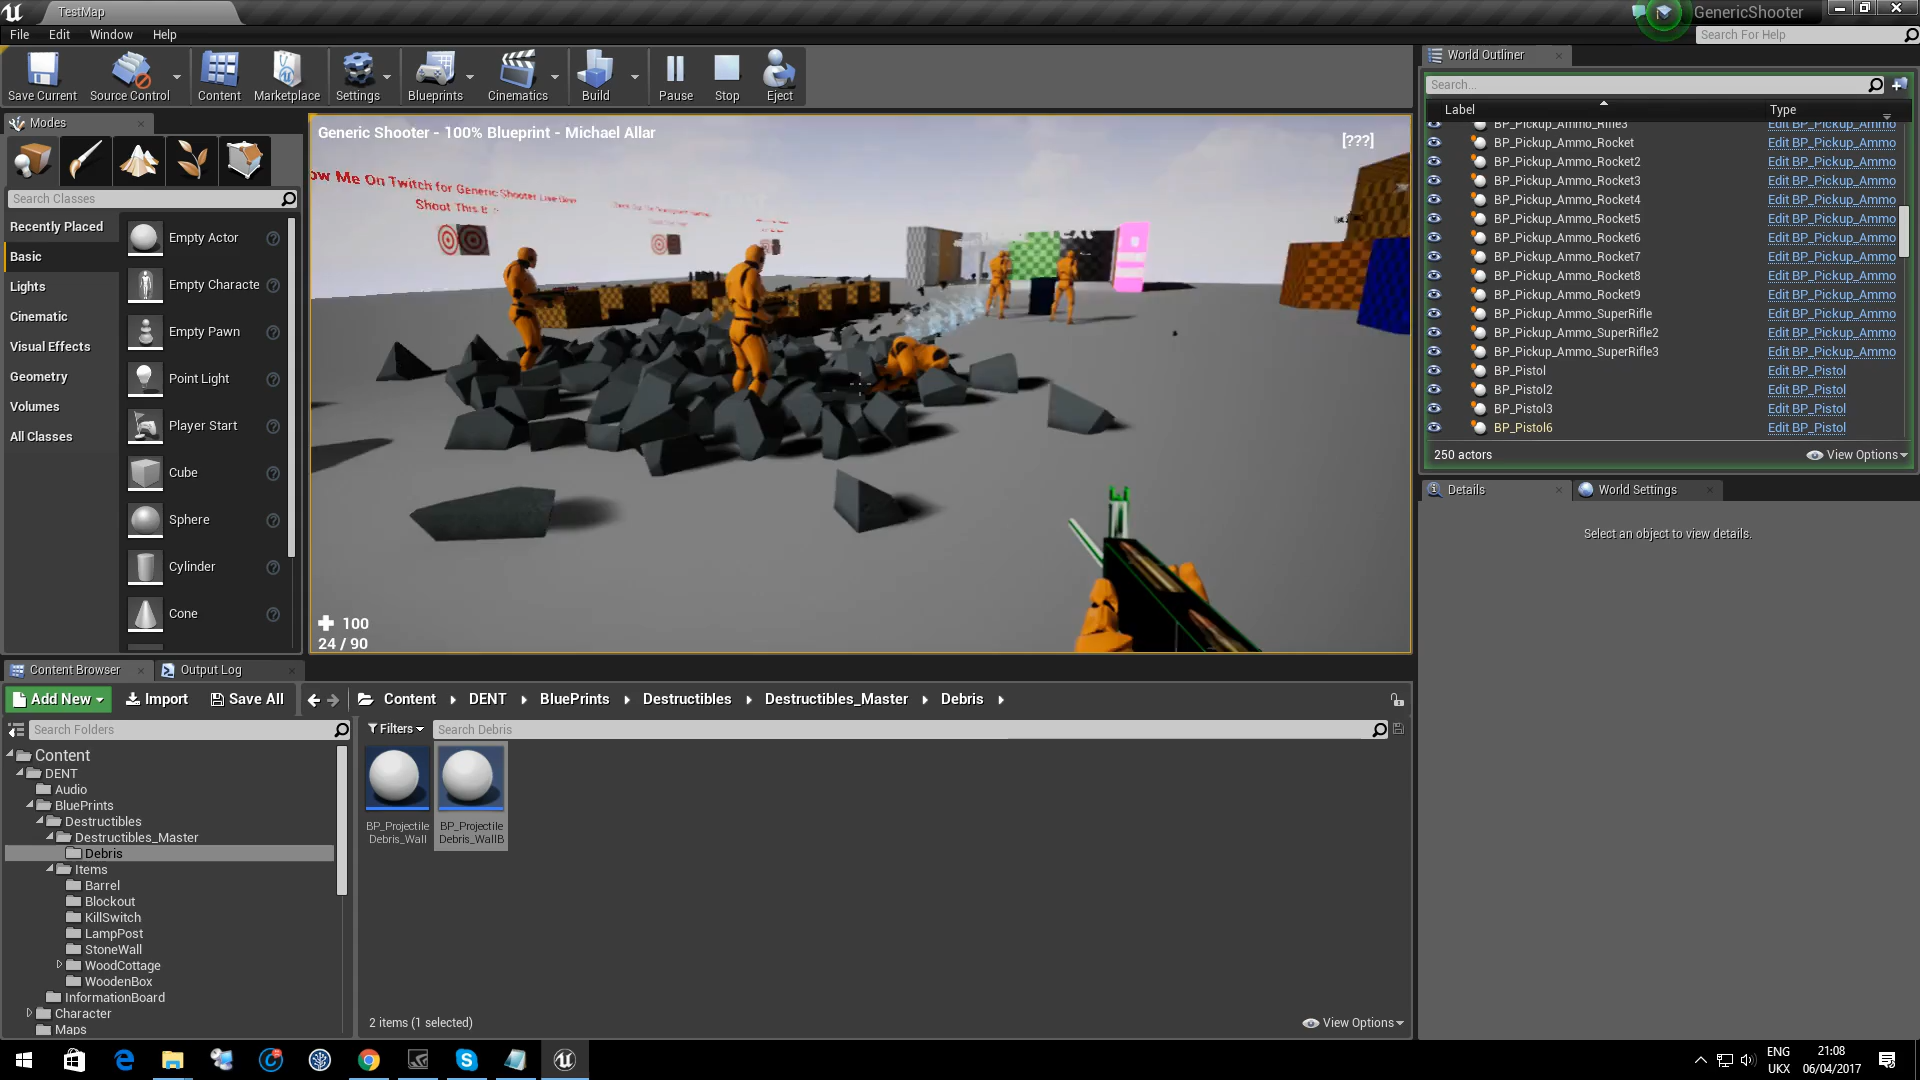 TestMap
GenericShooter
File Edit Window Help
Search For Help
Save Current
Source Control
Content
Marketplace
Settings
Blueprints
Cinematics
Build
Pause
Stop
Eject
Modes
Search Classes
Recently Placed
Basic
Lights
Cinematic
Visual Effects
Geometry
Volumes
All Classes
Empty Actor
Empty Characte
Empty Pawn
Point Light
Player Start
Cube
Sphere
Cylinder
Cone
Generic Shooter - 100% Blueprint - Michael Allar
[???]
ow Me On Twitch for Generic Shooter
Shoot This
100
24 / 90
World Outliner
Search...
Label Type
BP_Pickup_Ammo_Rifle3 Edit BP_Pickup_Ammo
BP_Pickup_Ammo_Rocket Edit BP_Pickup_Ammo
BP_Pickup_Ammo_Rocket2 Edit BP_Pickup_Ammo
BP_Pickup_Ammo_Rocket3 Edit BP_Pickup_Ammo
BP_Pickup_Ammo_Rocket4 Edit BP_Pickup_Ammo
BP_Pickup_Ammo_Rocket5 Edit BP_Pickup_Ammo
BP_Pickup_Ammo_Rocket6 Edit BP_Pickup_Ammo
BP_Pickup_Ammo_Rocket7 Edit BP_Pickup_Ammo
BP_Pickup_Ammo_Rocket8 Edit BP_Pickup_Ammo
BP_Pickup_Ammo_Rocket9 Edit BP_Pickup_Ammo
BP_Pickup_Ammo_SuperRifle Edit BP_Pickup_Ammo
BP_Pickup_Ammo_SuperRifle2 Edit BP_Pickup_Ammo
BP_Pickup_Ammo_SuperRifle3 Edit BP_Pickup_Ammo
BP_Pistol Edit BP_Pistol
BP_Pistol2 Edit BP_Pistol
BP_Pistol3 Edit BP_Pistol
BP_Pistol6 Edit BP_Pistol
250 actors View Options
Details World Settings
Select an object to view details.
Content Browser Output Log
Add New Import Save All Content DENT BluePrints Destructibles Destructibles_Master Debris
Search Folders
Filters Search Debris
Content
DENT
Audio
BluePrints
Destructibles
Destructibles_Master
Debris
Items
Barrel
Blockout
KillSwitch
LampPost
StoneWall
WoodCottage
WoodenBox
InformationBoard
Character
Maps
BP_Projectile
Debris_Wall
BP_Projectile
Debris_WallB
2 items (1 selected) View Options
ENG
UKX
21:08
06/04/2017